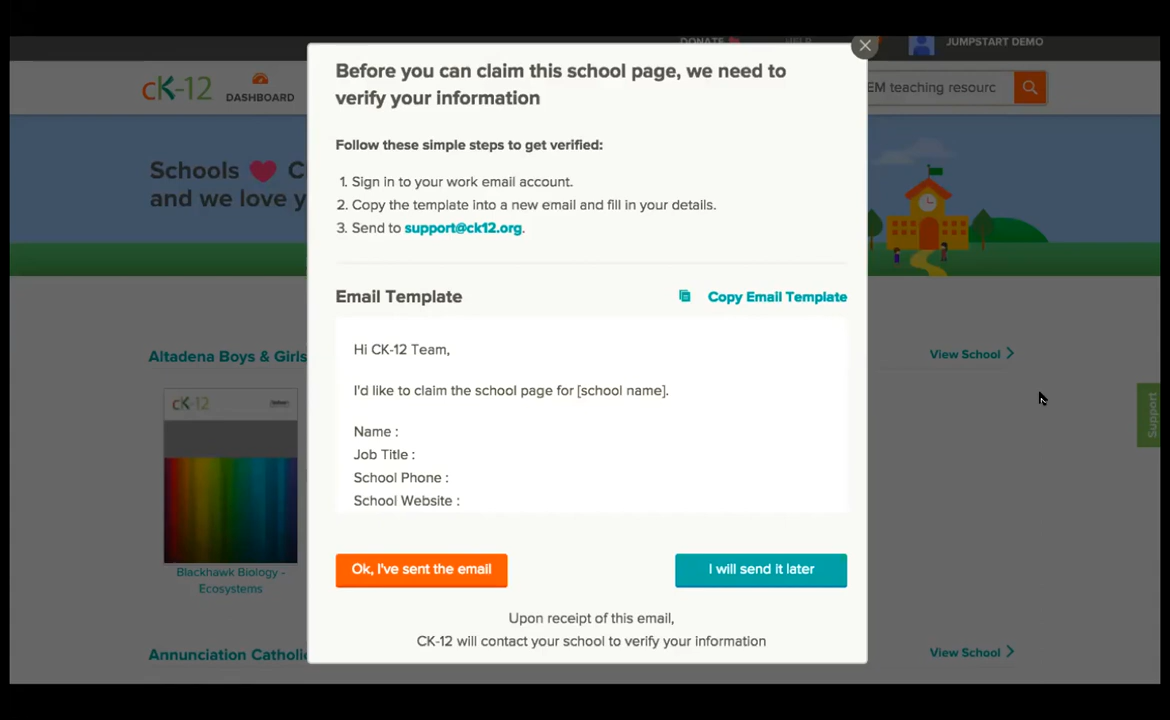 DONATE
HELP
JUMPSTART DEMO
cK-12
DASHBOARD
EM teaching resourc
Schools C
and we love y
Before you can claim this school page, we need to
verify your information
Follow these simple steps to get verified:
1. Sign in to your work email account.
2. Copy the template into a new email and fill in your details.
3. Send to support@ck12.org.
Email Template
Copy Email Template
Hi CK-12 Team,
I'd like to claim the school page for [school name].
Name :
Job Title :
School Phone :
School Website :
Ok, I've sent the email
I will send it later
Upon receipt of this email,
CK-12 will contact your school to verify your information
Altadena Boys & Girls
View School
cK-12
Blackhawk Biology -
Ecosystems
Annunciation Catholi
View School
Support